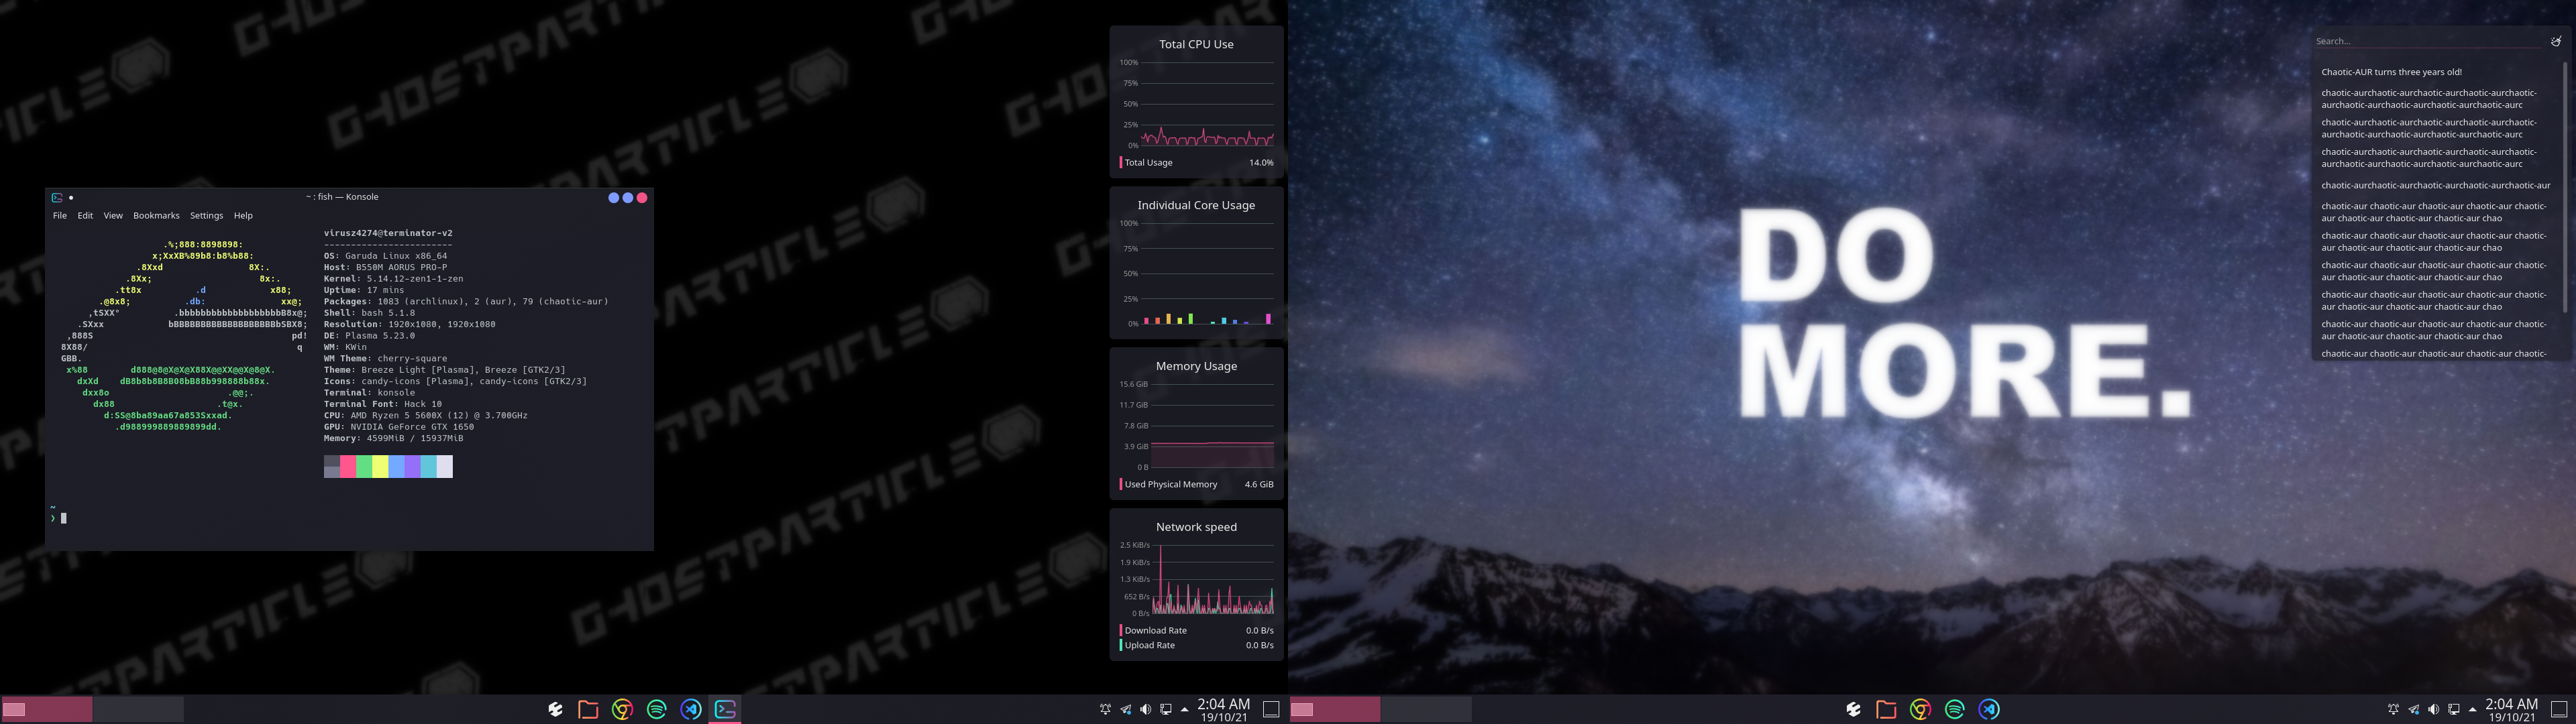 GHOSTPARTICLE
~ : fish — Konsole
File Edit View Bookmarks Settings Help
.%;888:8898898:
x;XxXB%89b8:b8%b88:
.8Xxd 8X:.
.8Xx; 8x:.
.tt8x .d x88;
.@8x8; .db: xx@;
,tSXX° .bbbbbbbbbbbbbbbbbbbB8x@;
.SXxx bBBBBBBBBBBBBBBBBBBBbSBX8;
,888S pd!
8X88/ q
GBB.
x%88 d888@8@X@X@X88X@@XX@@X@8@X.
dxXd dB8b8b8B8B08bB88b998888b88x.
dxx8o .@@;.
dx88 .t@x.
d:SS@8ba89aa67a853Sxxad.
.d988999889889899dd.
virusz4274@terminator-v2
------------------------
OS: Garuda Linux x86_64
Host: B550M AORUS PRO-P
Kernel: 5.14.12-zen1-1-zen
Uptime: 17 mins
Packages: 1083 (archlinux), 2 (aur), 79 (chaotic-aur)
Shell: bash 5.1.8
Resolution: 1920x1080, 1920x1080
DE: Plasma 5.23.0
WM: KWin
WM Theme: cherry-square
Theme: Breeze Light [Plasma], Breeze [GTK2/3]
Icons: candy-icons [Plasma], candy-icons [GTK2/3]
Terminal: konsole
Terminal Font: Hack 10
CPU: AMD Ryzen 5 5600X (12) @ 3.700GHz
GPU: NVIDIA GeForce GTX 1650
Memory: 4599MiB / 15937MiB
~
❯
Total CPU Use
100%
75%
50%
25%
0%
Total Usage 14.0%
Individual Core Usage
100%
75%
50%
25%
0%
Memory Usage
15.6 GiB
11.7 GiB
7.8 GiB
3.9 GiB
0 B
Used Physical Memory 4.6 GiB
Network speed
2.5 KiB/s
1.9 KiB/s
1.3 KiB/s
652 B/s
0 B/s
Download Rate 0.0 B/s
Upload Rate 0.0 B/s
2:04 AM
19/10/21
DO
MORE.
Search...
Chaotic-AUR turns three years old!
chaotic-aurchaotic-aurchaotic-aurchaotic-aurchaotic-
aurchaotic-aurchaotic-aurchaotic-aurchaotic-aurc
chaotic-aurchaotic-aurchaotic-aurchaotic-aurchaotic-
aurchaotic-aurchaotic-aurchaotic-aurchaotic-aurc
chaotic-aurchaotic-aurchaotic-aurchaotic-aurchaotic-
aurchaotic-aurchaotic-aurchaotic-aurchaotic-aurc
chaotic-aurchaotic-aurchaotic-aurchaotic-aurchaotic-aur
chaotic-aur chaotic-aur chaotic-aur chaotic-aur chaotic-
aur chaotic-aur chaotic-aur chaotic-aur chao
chaotic-aur chaotic-aur chaotic-aur chaotic-aur chaotic-
aur chaotic-aur chaotic-aur chaotic-aur chao
chaotic-aur chaotic-aur chaotic-aur chaotic-aur chaotic-
aur chaotic-aur chaotic-aur chaotic-aur chao
chaotic-aur chaotic-aur chaotic-aur chaotic-aur chaotic-
aur chaotic-aur chaotic-aur chaotic-aur chao
chaotic-aur chaotic-aur chaotic-aur chaotic-aur chaotic-
aur chaotic-aur chaotic-aur chaotic-aur chao
chaotic-aur chaotic-aur chaotic-aur chaotic-aur chaotic-
2:04 AM
19/10/21